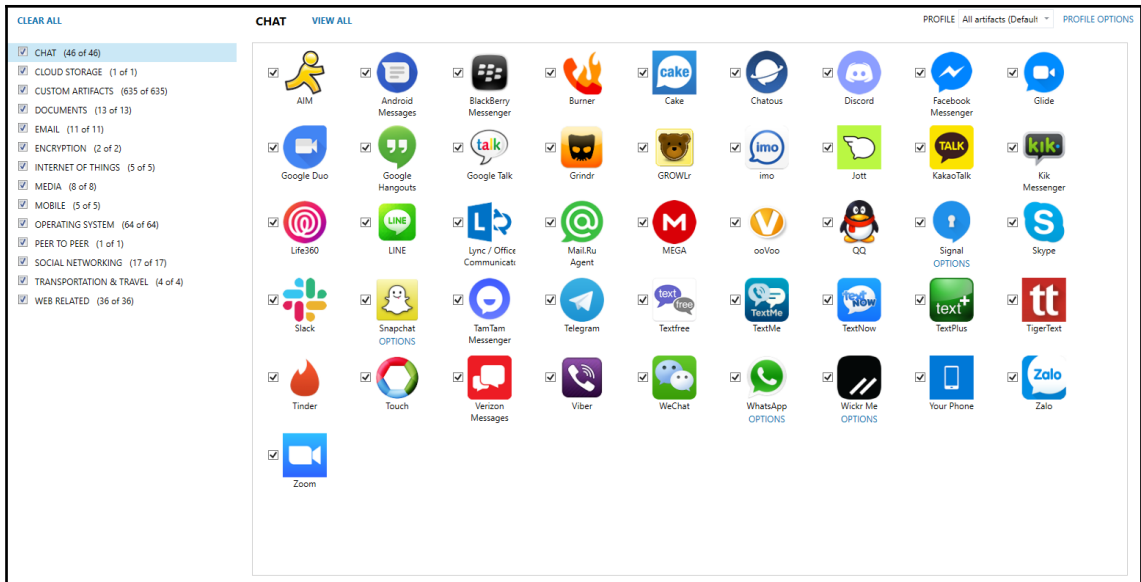 CLEAR ALL
CHAT VIEW ALL
PROFILE All artifacts (Default PROFILE OPTIONS
CHAT (46 of 46)
CLOUD STORAGE (1 of 1)
CUSTOM ARTIFACTS (635 of 635)
DOCUMENTS (13 of 13)
EMAIL (11 of 11)
ENCRYPTION (2 of 2)
INTERNET OF THINGS (5 of 5)
MEDIA (8 of 8)
MOBILE (5 of 5)
OPERATING SYSTEM (64 of 64)
PEER TO PEER (1 of 1)
SOCIAL NETWORKING (17 of 17)
TRANSPORTATION & TRAVEL (4 of 4)
WEB RELATED (36 of 36)
cake
AIM
Android
Messages
BlackBerry
Messenger
Burner
Cake
Chatous
Discord
Facebook
Messenger
Glide
talk
imo
TALK
kik
Google Duo
Google
Hangouts
Google Talk
Grindr
GROWLr
imo
Jott
KakaoTalk
Kik
Messenger
LINE
L
M
S
Life360
LINE
Lync / Office
Communicato
Mail.Ru
Agent
MEGA
ooVoo
QQ
Signal
OPTIONS
Skype
text
free
TextMe
text NOW
text+
tt
Slack
Snapchat
OPTIONS
TamTam
Messenger
Telegram
Textfree
TextMe
TextNow
TextPlus
TigerText
Zalo
Tinder
Touch
Verizon
Messages
Viber
WeChat
WhatsApp
OPTIONS
Wickr Me
OPTIONS
Your Phone
Zalo
Zoom